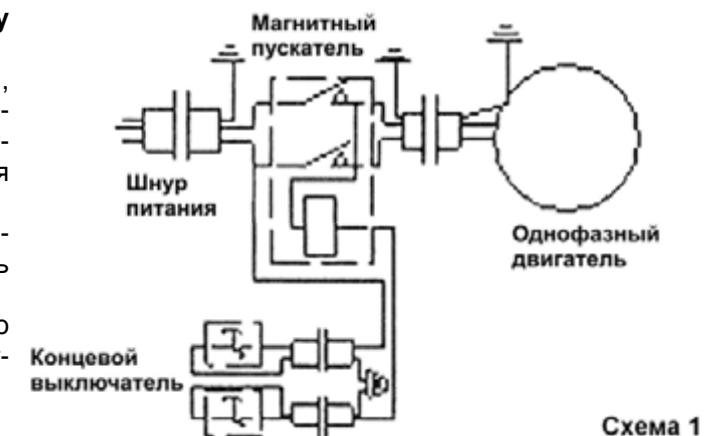 Магнитный
пускатель
Шнур
питания
Однофазный
двигатель
Концевой
выключатель
Схема 1